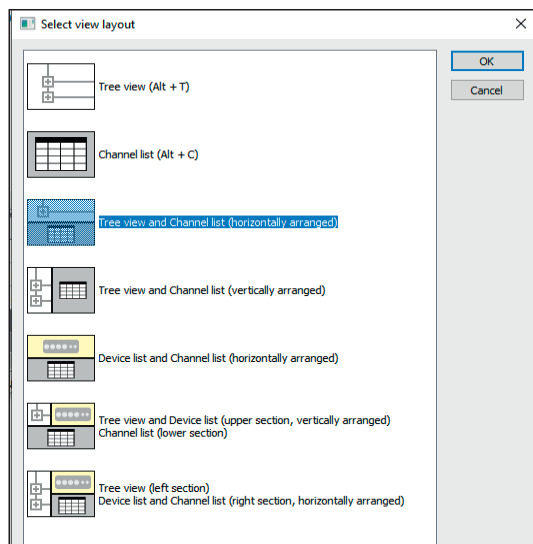 Select view layout
OK
Cancel
Tree view (Alt + T)
Channel list (Alt + C)
Tree view and Channel list (horizontally arranged)
Tree view and Channel list (vertically arranged)
Device list and Channel list (horizontally arranged)
Tree view and Device list (upper section, vertically arranged)
Channel list (lower section)
Tree view (left section)
Device list and Channel list (right section, horizontally arranged)